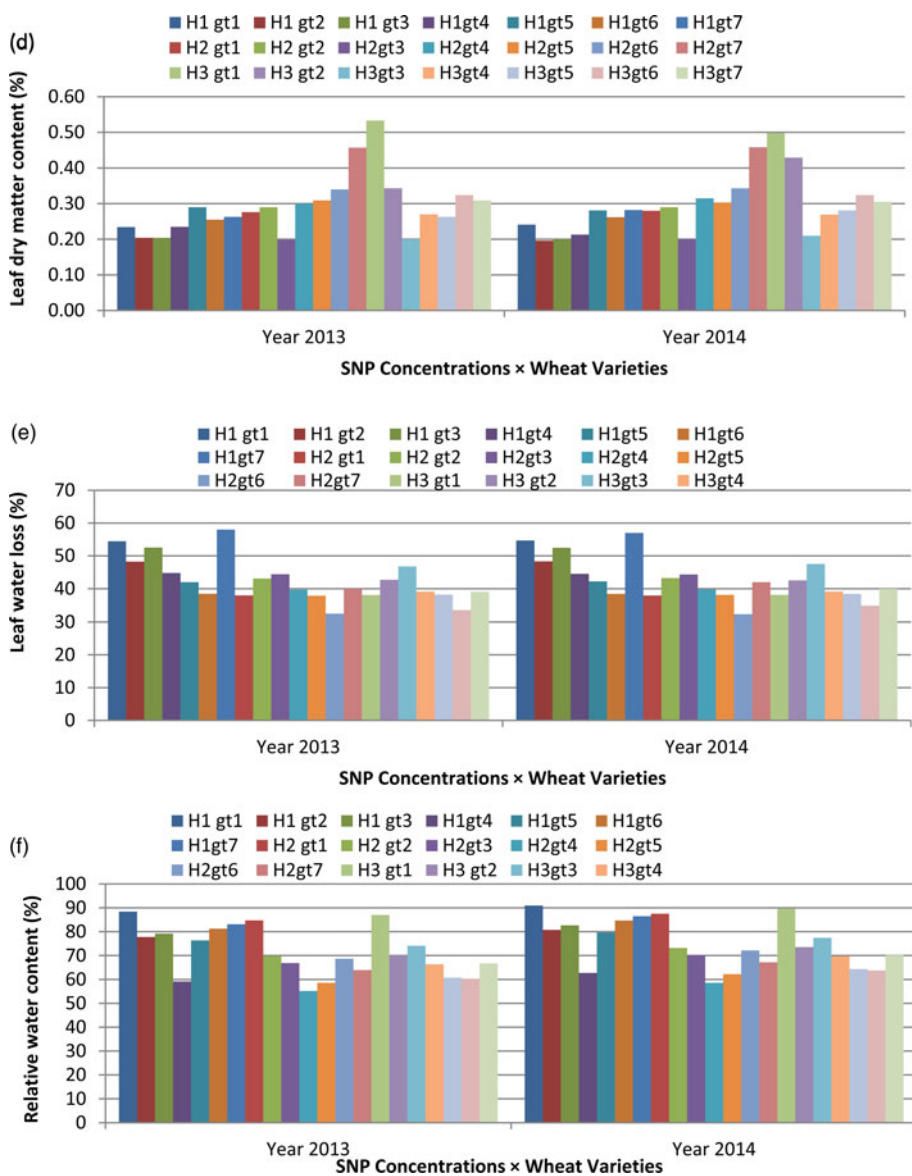 (d)
H1 gt1 H1 gt2 H1 gt3 H1gt4 H1gt5 H1gt6 H1gt7
H2 gt1 H2 gt2 H2gt3 H2gt4 H2gt5 H2gt6 H2gt7
H3 gt1 H3 gt2 H3gt3 H3gt4 H3gt5 H3gt6 H3gt7
Leaf dry matter content (%)
0.60
0.50
0.40
0.30
0.20
0.10
0.00
Year 2013 Year 2014
SNP Concentrations × Wheat Varieties
(e)
H1 gt1 H1 gt2 H1 gt3 H1gt4 H1gt5 H1gt6
H1gt7 H2 gt1 H2 gt2 H2gt3 H2gt4 H2gt5
H2gt6 H2gt7 H3 gt1 H3 gt2 H3gt3 H3gt4
Leaf water loss (%)
70
60
50
40
30
20
10
0
Year 2013 Year 2014
SNP Concentrations × Wheat Varieties
(f)
H1 gt1 H1 gt2 H1 gt3 H1gt4 H1gt5 H1gt6
H1gt7 H2 gt1 H2 gt2 H2gt3 H2gt4 H2gt5
H2gt6 H2gt7 H3 gt1 H3 gt2 H3gt3 H3gt4
Relative water content (%)
100
90
80
70
60
50
40
30
20
10
0
Year 2013 Year 2014
SNP Concentrations × Wheat Varieties